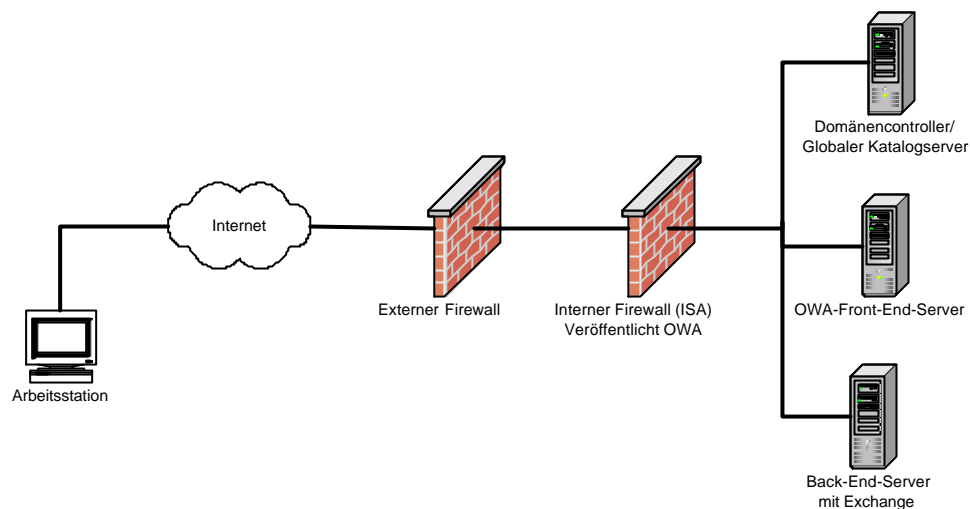 Domänencontroller/
Globaler Katalogserver
Internet
Externer Firewall
Interner Firewall (ISA)
Veröffentlicht OWA
OWA-Front-End-Server
Arbeitsstation
Back-End-Server
mit Exchange